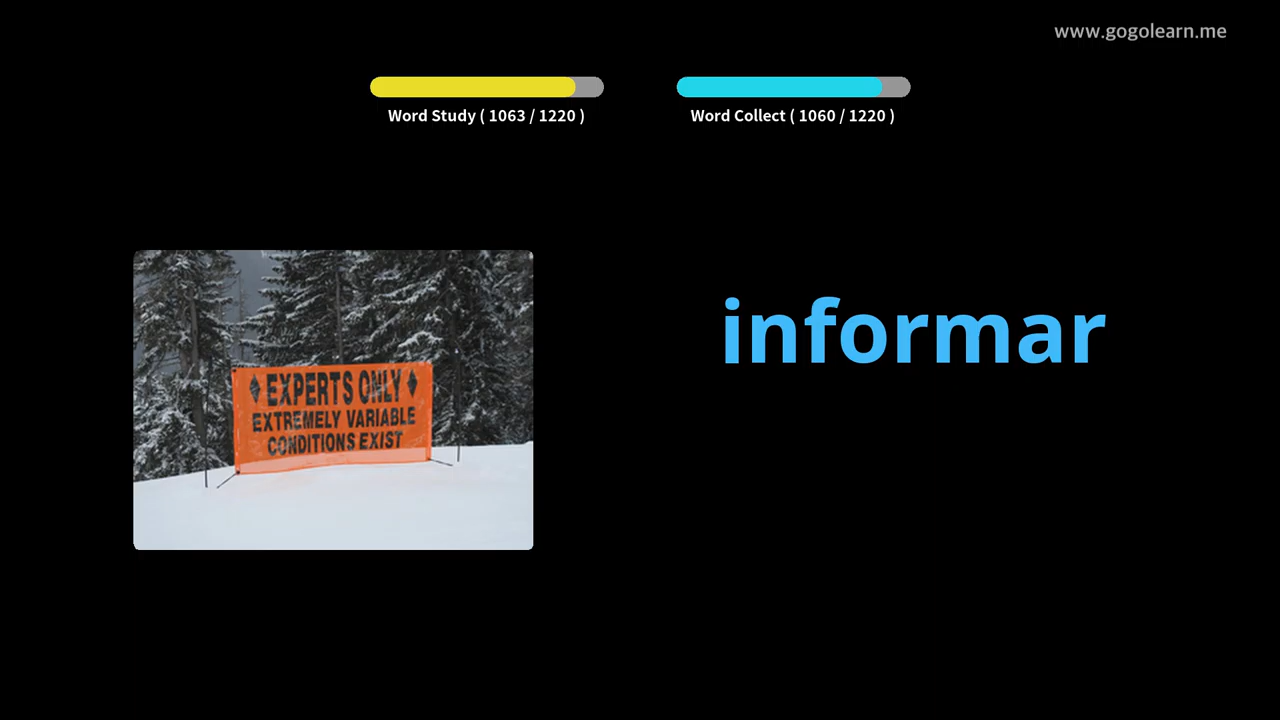 www.gogolearn.me
Word Study ( 1063 / 1220 )
Word Collect ( 1060 / 1220 )
informar
EXPERTS ONLY
EXTREMELY VARIABLE
CONDITIONS EXIST